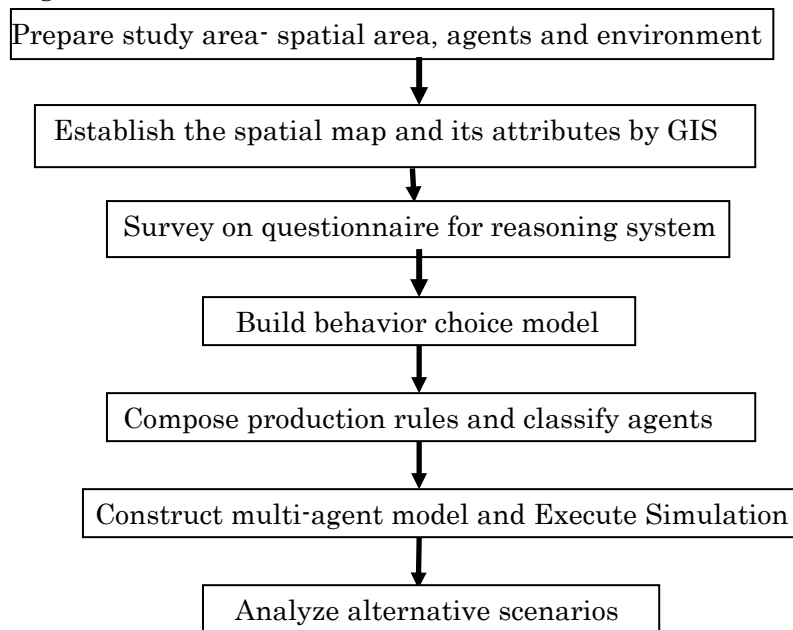 Prepare study area- spatial area, agents and environment
Establish the spatial map and its attributes by GIS
Survey on questionnaire for reasoning system
Build behavior choice model
Compose production rules and classify agents
Construct multi-agent model and Execute Simulation
Analyze alternative scenarios